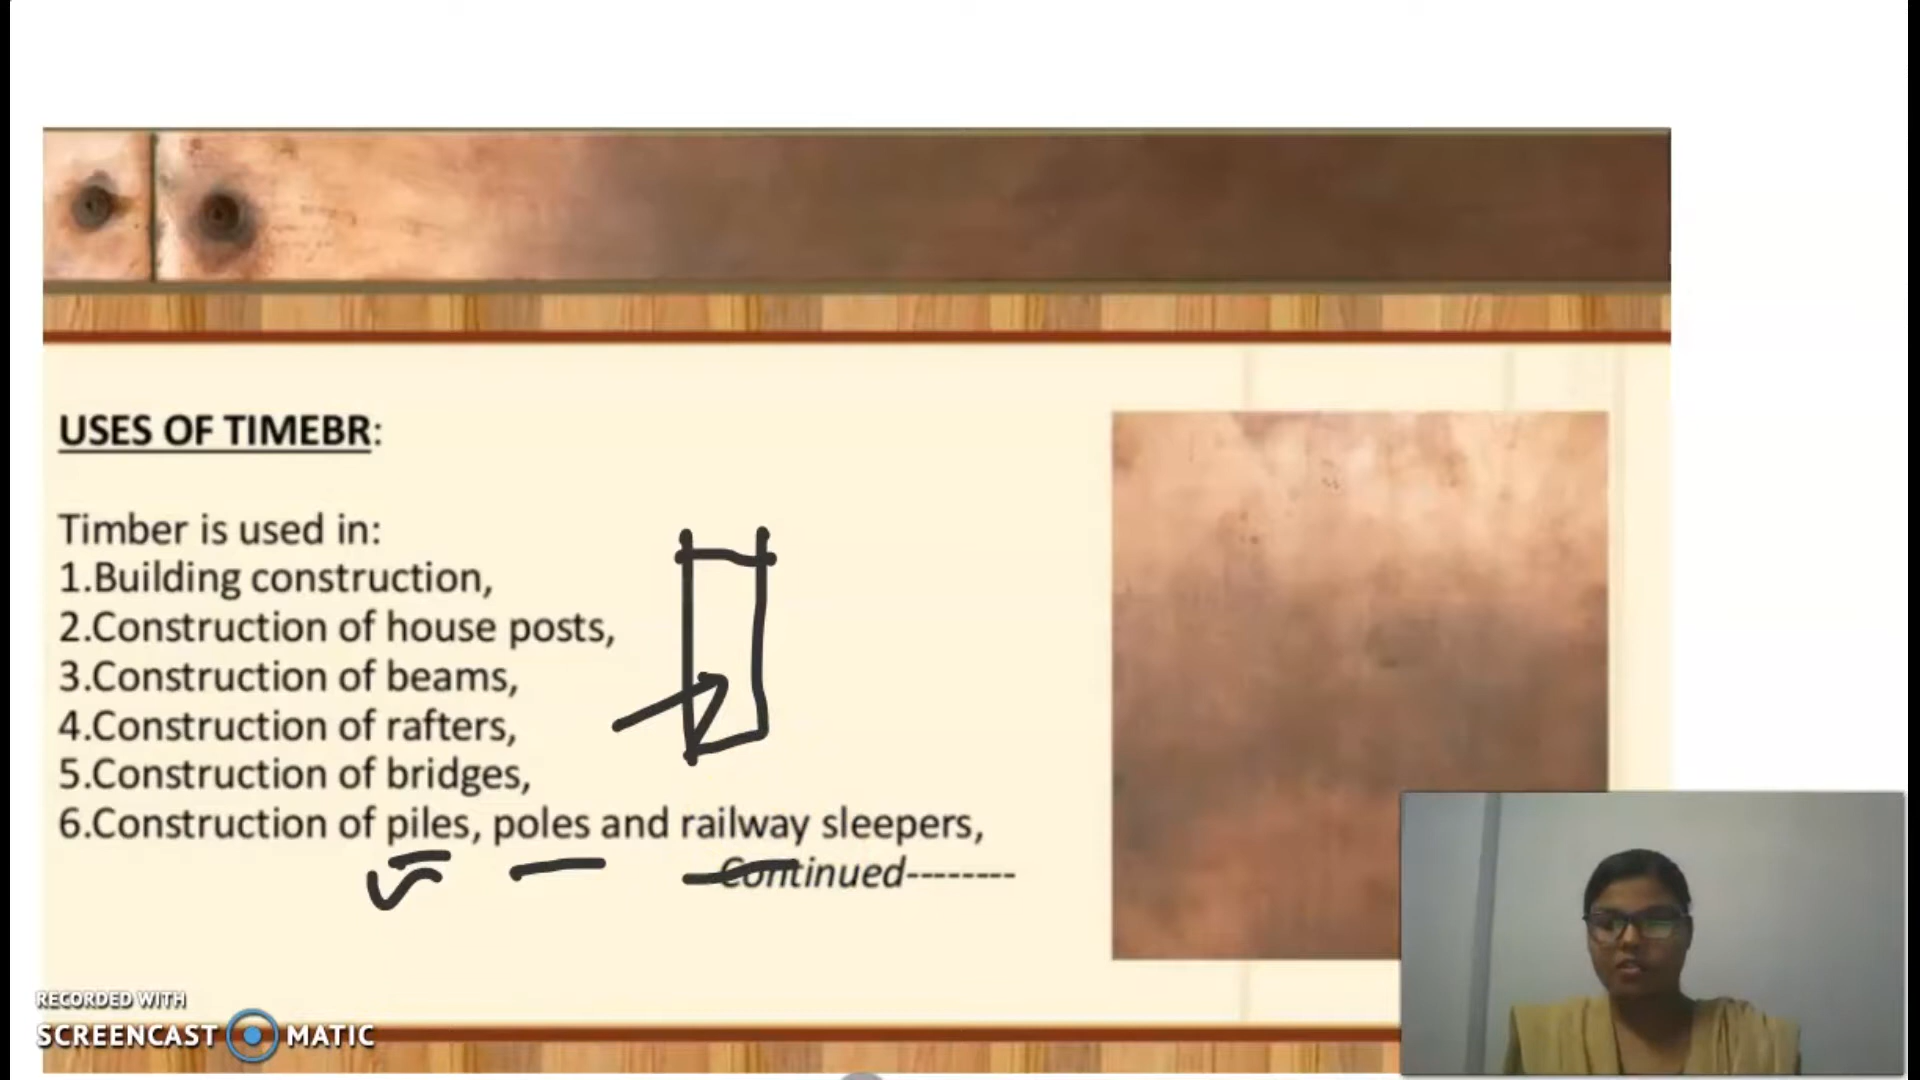 USES OF TIMEBR:
Timber is used in:
1.Building construction,
2.Construction of house posts,
3.Construction of beams,
4.Construction of rafters,
5.Construction of bridges,
6.Construction of piles, poles and railway sleepers,
Continued--------
RECORDED WITH
SCREENCAST MATIC